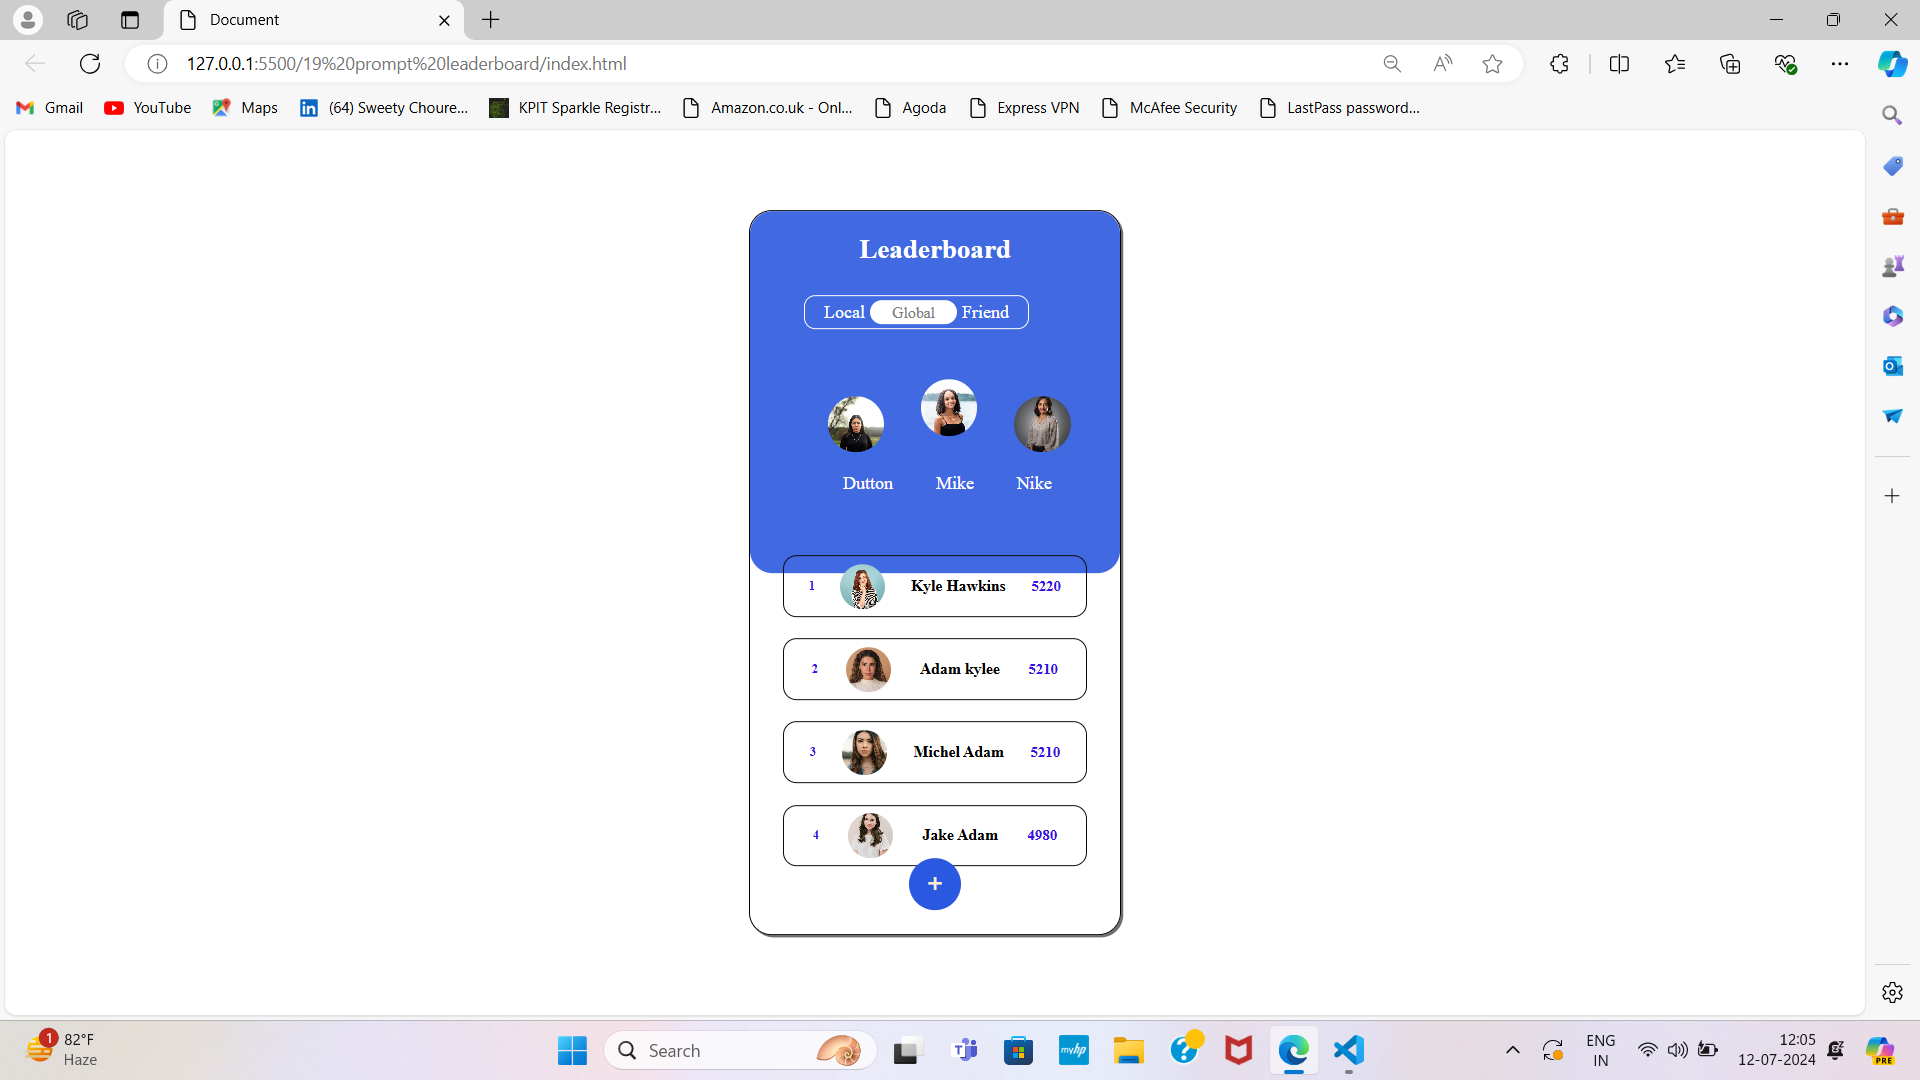 Document
127.0.0.1:5500/19%20prompt%20leaderboard/index.html
Gmail YouTube Maps (64) Sweety Choure... KPIT Sparkle Registr... Amazon.co.uk - Onl... Agoda Express VPN McAfee Security LastPass password...
Leaderboard
Local Global Friend
Dutton Mike Nike
1 Kyle Hawkins 5220
2 Adam kylee 5210
3 Michel Adam 5210
4 Jake Adam 4980
+
1 82°F
Haze
Search
myhp
ENG
IN
12:05
12-07-2024
PRE